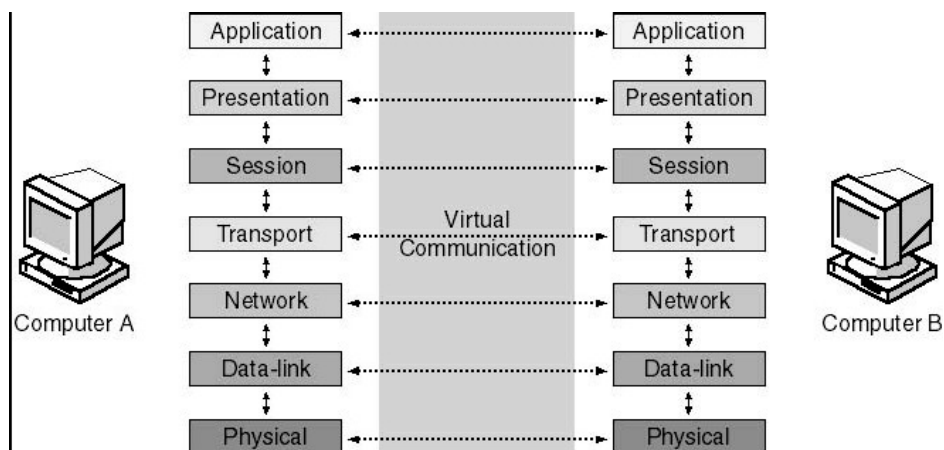 Application Application
Presentation Presentation
Session Session
Virtual
Transport Transport
Communication
Network Network
Computer A Computer B
Data-link Data-link
Physical Physical